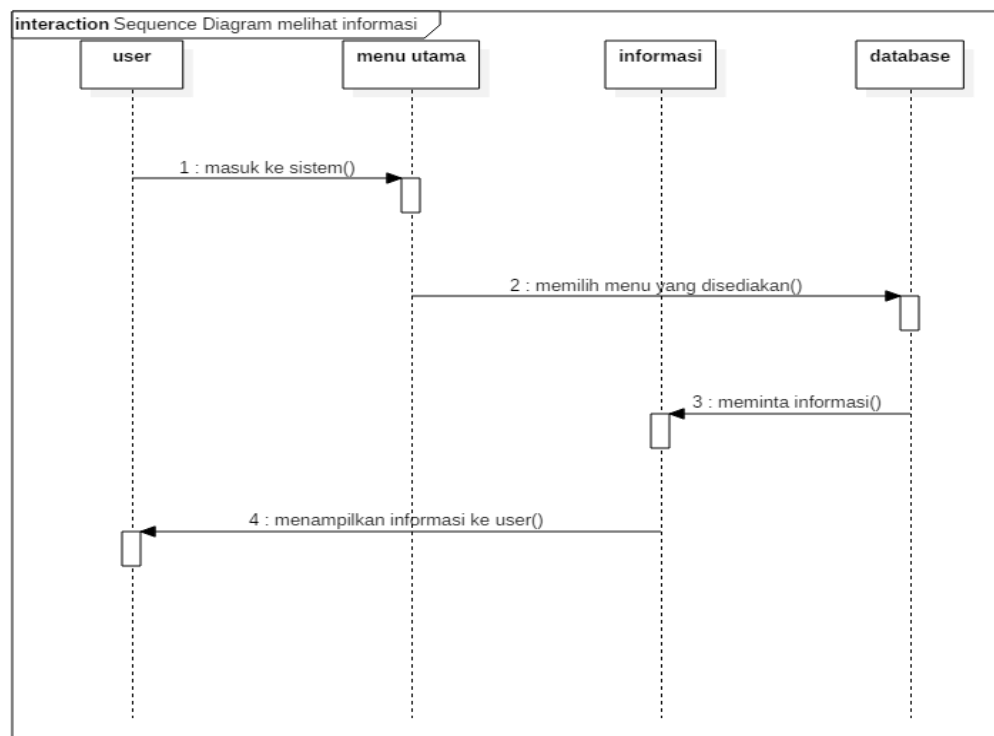 interaction Sequence Diagram melihat informasi
user
menu utama
informasi
database
1 : masuk ke sistem()
2 : memilih menu yang disediakan()
3 : meminta informasi()
4 : menampilkan informasi ke user()